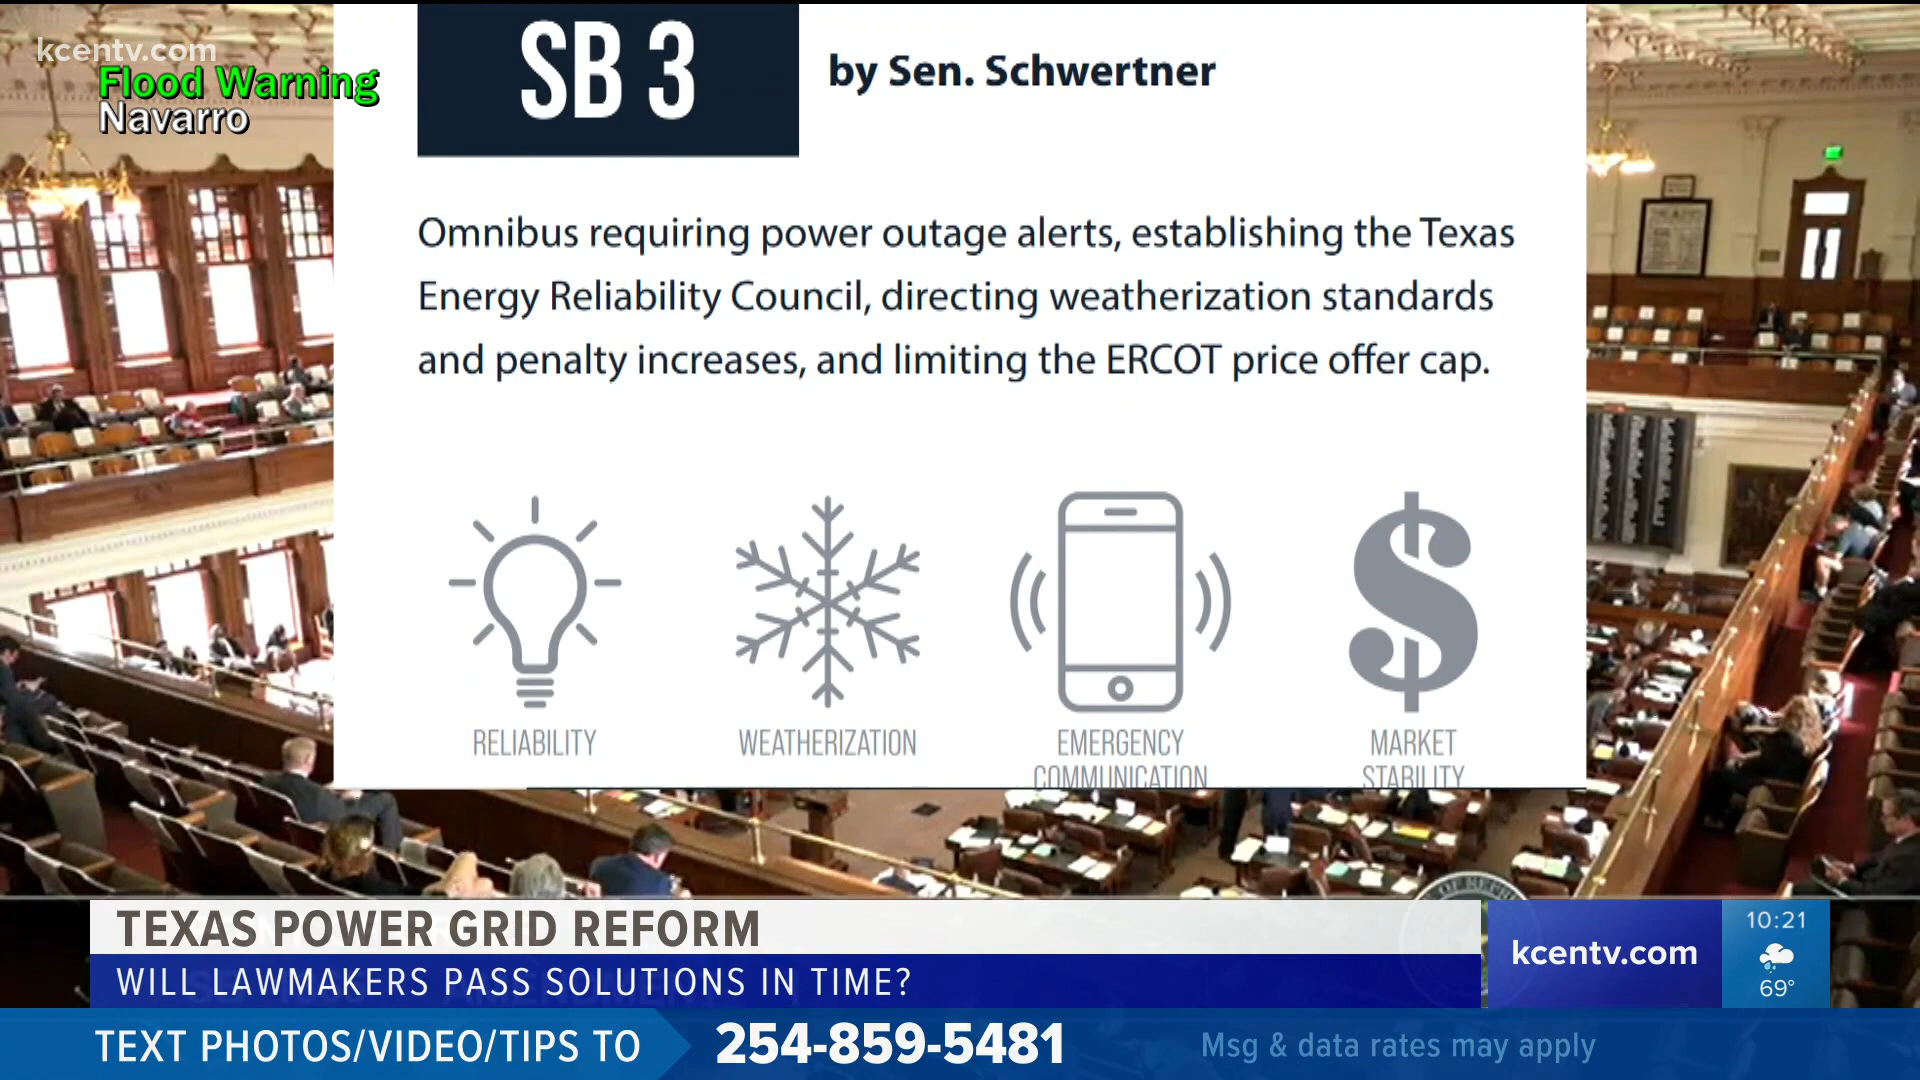 kcentv.com
Flood Warning
Navarro
SB 3
by Sen. Schwertner
Omnibus requiring power outage alerts, establishing the Texas
Energy Reliability Council, directing weatherization standards
and penalty increases, and limiting the ERCOT price offer cap.
RELIABILITY
WEATHERIZATION
EMERGENCY
COMMUNICATION
MARKET
STABILITY
TEXAS POWER GRID REFORM
WILL LAWMAKERS PASS SOLUTIONS IN TIME?
kcentv.com
10:21
69°
TEXT PHOTOS/VIDEO/TIPS TO
254-859-5481
Msg & data rates may apply